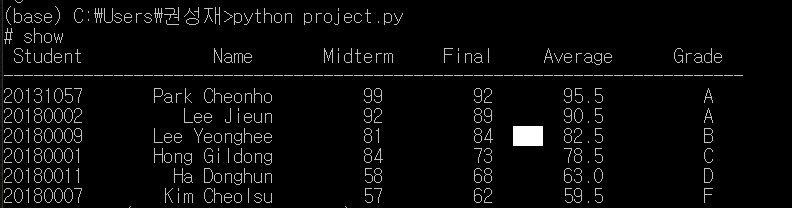 (base) C:₩Users₩권성재>python project.py
# show
Student Name Midterm Final Average Grade
--------------------------------------------------------------------------
20131057 Park Cheonho 99 92 95.5 A
20180002 Lee Jieun 92 89 90.5 A
20180009 Lee Yeonghee 81 84 82.5 B
20180001 Hong Gildong 84 73 78.5 C
20180011 Ha Donghun 58 68 63.0 D
20180007 Kim Cheolsu 57 62 59.5 F